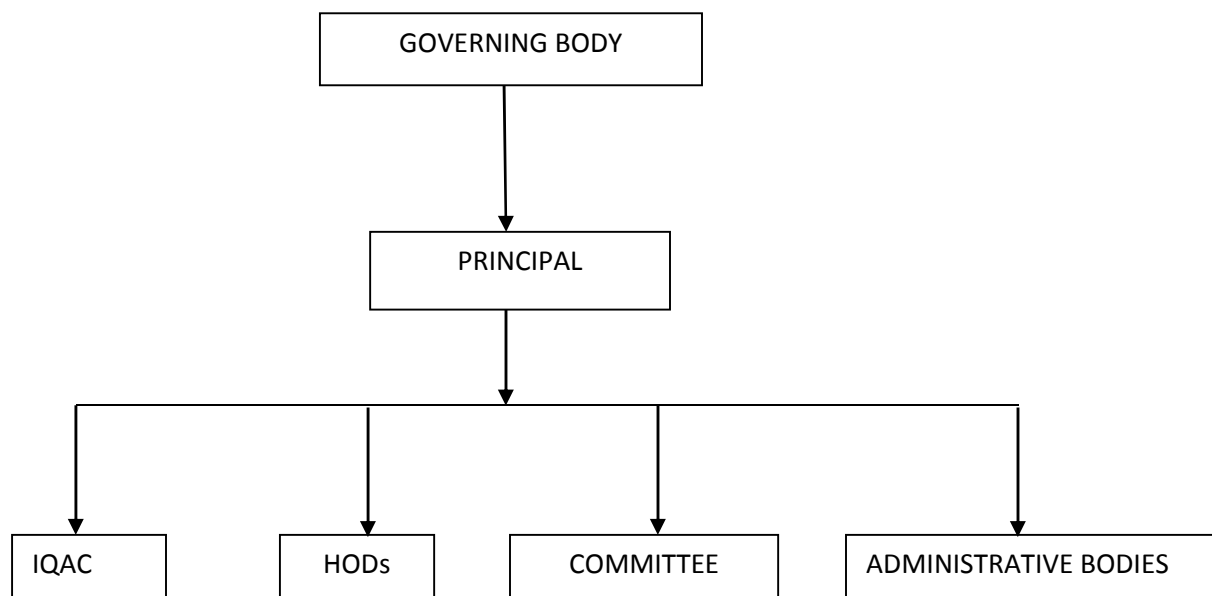 GOVERNING BODY
PRINCIPAL
IQAC
HODs
COMMITTEE
ADMINISTRATIVE BODIES